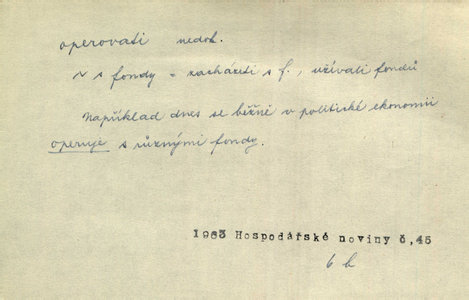 operovati nedok.
~ s fondy - zacházeti s f., užívati fondů
Například dnes se běžně v politické ekonomii
operuje s různými fondy.
1963 Hospodářské noviny č,45
6 b